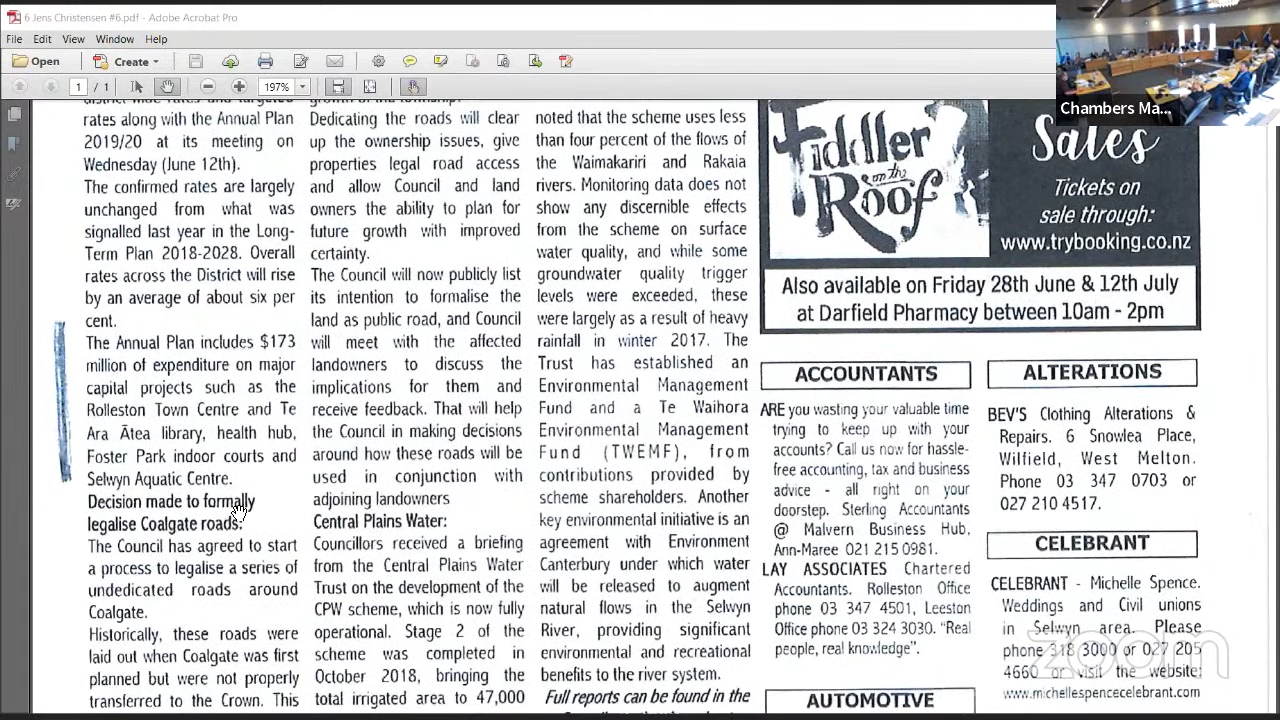 6 Jens Christensen #6.pdf - Adobe Acrobat Pro
File Edit View Window Help
Open
Create
1 / 1
197%
Chambers Ma...
district wide rates and targeted
rates along with the Annual Plan
2019/20 at its meeting on
Wednesday (June 12th).
The confirmed rates are largely
unchanged from what was
signalled last year in the Long-
Term Plan 2018-2028. Overall
rates across the District will rise
by an average of about six per
cent.
The Annual Plan includes $173
million of expenditure on major
capital projects such as the
Rolleston Town Centre and Te
Ara Ātea library, health hub,
Foster Park indoor courts and
Selwyn Aquatic Centre.
Decision made to formally
legalise Coalgate roads:
The Council has agreed to start
a process to legalise a series of
undedicated roads around
Coalgate.
Historically, these roads were
laid out when Coalgate was first
planned but were not properly
transferred to the Crown. This
growth of the township.
Dedicating the roads will clear
up the ownership issues, give
properties legal road access
and allow Council and land
owners the ability to plan for
future growth with improved
certainty.
The Council will now publicly list
its intention to formalise the
land as public road, and Council
will meet with the affected
landowners to discuss the
implications for them and
receive feedback. That will help
the Council in making decisions
around how these roads will be
used in conjunction with
adjoining landowners
Central Plains Water:
Councillors received a briefing
from the Central Plains Water
Trust on the development of the
CPW scheme, which is now fully
operational. Stage 2 of the
scheme was completed in
October 2018, bringing the
total irrigated area to 47,000
noted that the scheme uses less
than four percent of the flows of
the Waimakariri and Rakaia
rivers. Monitoring data does not
show any discernible effects
from the scheme on surface
water quality, and while some
groundwater quality trigger
levels were exceeded, these
were largely as a result of heavy
rainfall in winter 2017. The
Trust has established an
Environmental Management
Fund and a Te Waihora
Environmental Management
Fund (TWEMF), from
contributions provided by
scheme shareholders. Another
key environmental initiative is an
agreement with Environment
Canterbury under which water
will be released to augment
natural flows in the Selwyn
River, providing significant
environmental and recreational
benefits to the river system.
Full reports can be found in the
Fiddler
on the
Roof
Sales
Tickets on
sale through:
www.trybooking.co.nz
Also available on Friday 28th June & 12th July
at Darfield Pharmacy between 10am - 2pm
ACCOUNTANTS
ARE you wasting your valuable time
trying to keep up with your
accounts? Call us now for hassle-
free accounting, tax and business
advice - all right on your
doorstep. Sterling Accountants
@ Malvern Business Hub,
Ann-Maree 021 215 0981.
LAY ASSOCIATES Chartered
Accountants. Rolleston Office
phone 03 347 4501, Leeston
Office phone 03 324 3030. "Real
people, real knowledge".
AUTOMOTIVE
ALTERATIONS
BEV'S Clothing Alterations &
Repairs. 6 Snowlea Place,
Wilfield, West Melton.
Phone 03 347 0703 or
027 210 4517.
CELEBRANT
CELEBRANT - Michelle Spence.
Weddings and Civil unions
in Selwyn area. Please
phone 318 3000 or 027 205
4660 or visit the website:
www.michellespencecelebrant.com
zoom